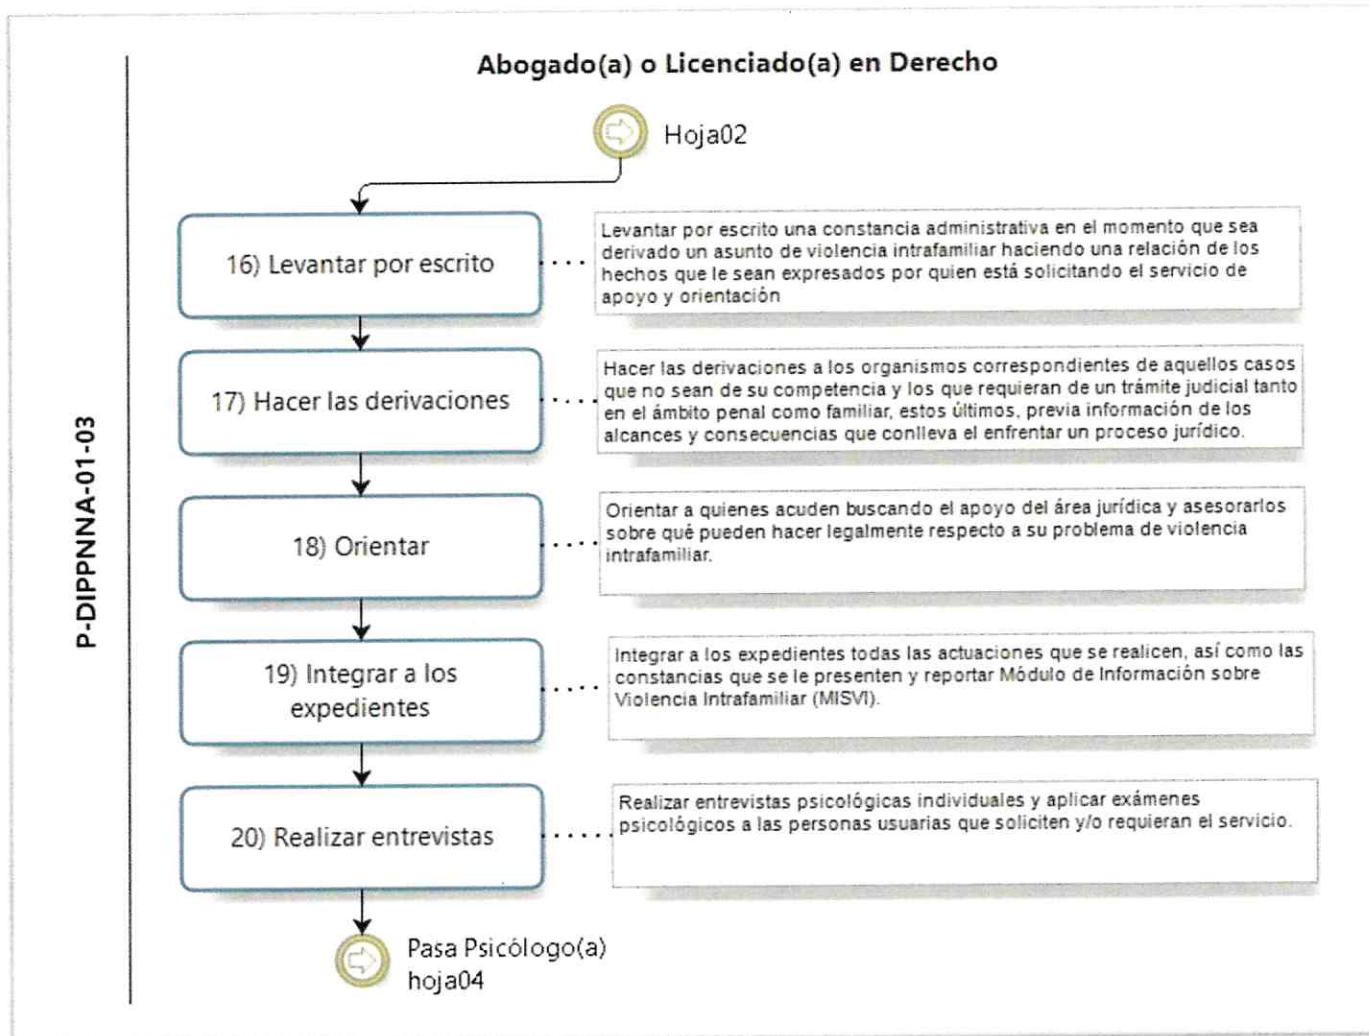 Abogado(a) o Licenciado(a) en Derecho
Hoja02
P-DIPPNNA-01-03
16) Levantar por escrito
Levantar por escrito una constancia administrativa en el momento que sea
derivado un asunto de violencia intrafamiliar haciendo una relación de los
hechos que le sean expresados por quien está solicitando el servicio de
apoyo y orientación
17) Hacer las derivaciones
Hacer las derivaciones a los organismos correspondientes de aquellos casos
que no sean de su competencia y los que requieran de un trámite judicial tanto
en el ámbito penal como familiar, estos últimos, previa información de los
alcances y consecuencias que conlleva el enfrentar un proceso jurídico.
18) Orientar
Orientar a quienes acuden buscando el apoyo del área jurídica y asesorarlos
sobre qué pueden hacer legalmente respecto a su problema de violencia
intrafamiliar.
19) Integrar a los
expedientes
Integrar a los expedientes todas las actuaciones que se realicen, así como las
constancias que se le presenten y reportar Módulo de Información sobre
Violencia Intrafamiliar (MISVI).
20) Realizar entrevistas
Realizar entrevistas psicológicas individuales y aplicar exámenes
psicológicos a las personas usuarias que soliciten y/o requieran el servicio.
Pasa Psicólogo(a)
hoja04